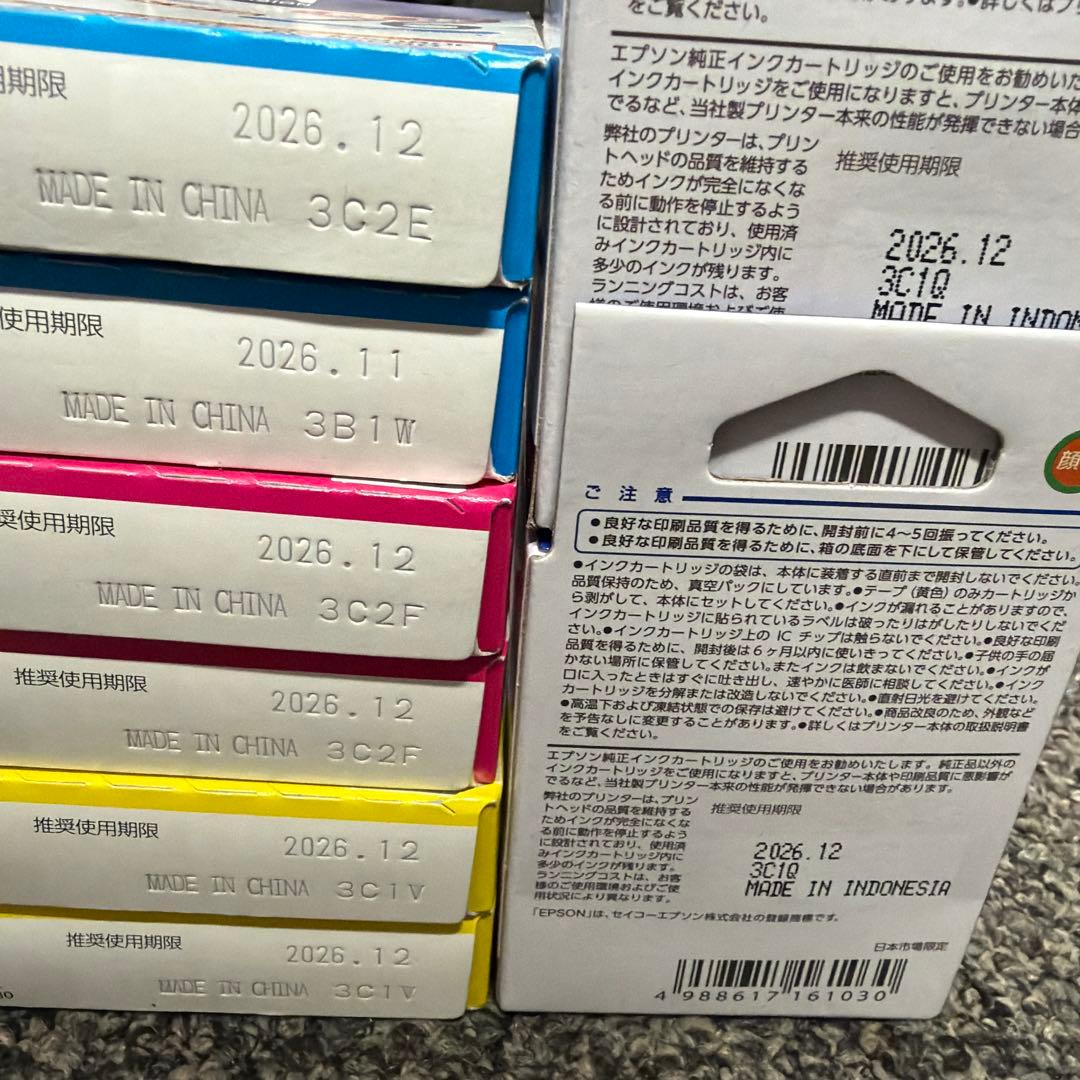 用期限
2026.12
MADE IN CHINA 3C2E
使用期限
2026.11
MADE IN CHINA 3B1W
奨使用期限
2026.12
MADE IN CHINA 3C2F
推奨使用期限
2026.12
MADE IN CHINA 3C2F
推奨使用期限
2026.12
MADE IN CHINA 3C1V
推奨使用期限
2026.12
MADE IN CHINA 3C1V
をご覧ください。
エプソン純正インクカートリッジのご使用をお勧めいた
インクカートリッジをご使用になりますと、プリンター本体
でるなど、当社製プリンター本来の性能が発揮できない場合
弊社のプリンターは、プリン
トヘッドの品質を維持する
ためインクが完全になくな
る前に動作を停止するよう
に設計されており、使用済
みインクカートリッジ内に
多少のインクが残ります。
ランニングコストは、お客
様のご使用環境およびご使
推奨使用期限
2026.12
3C1Q
MADE IN INDON
顔
ご注意
●良好な印刷品質を得るために、開封前に4〜5回振ってください。
●良好な印刷品質を得るために、箱の底面を下にして保管してください。
●インクカートリッジの袋は、本体に装着する直前まで開封しないでください。
品質保持のため、真空パックにしています。●テープ(黄色)のみカートリッジか
ら剥がして、本体にセットしてください。●インクが漏れることがありますので、
インクカートリッジに貼られているラベルは破ったりはがしたりしないでくだ
さい。●インクカートリッジ上の IC チップは触らないでください。●良好な印刷
品質を得るために、開封後は6ヶ月以内に使いきってください。●子供の手の届
かない場所に保管してください。またインクは飲まないでください。●インクが
口に入ったときはすぐに吐き出し、速やかに医師に相談してください。●インク
カートリッジを分解または改造しないでください。●直射日光を避けてください。
●高温下および凍結状態での保存は避けてください。●商品改良のため、外観など
を予告なしに変更することがあります。●詳しくはプリンター本体の取扱説明書
をご覧ください。
エプソン純正インクカートリッジのご使用をお勧めいたします。純正品以外の
インクカートリッジをご使用になりますと、プリンター本体や印刷品質に悪影響が
でるなど、当社製プリンター本来の性能が発揮できない場合があります。
弊社のプリンターは、プリン
トヘッドの品質を維持する
ためインクが完全になくな
る前に動作を停止するよう
に設計されており、使用済
みインクカートリッジ内に
多少のインクが残ります。
ランニングコストは、お客
様のご使用環境およびご使
用状況により異なります。
推奨使用期限
2026.12
3C1Q
MADE IN INDONESIA
「EPSON」は、セイコーエプソン株式会社の登録商標です。
日本市場限定
4 988617 161030